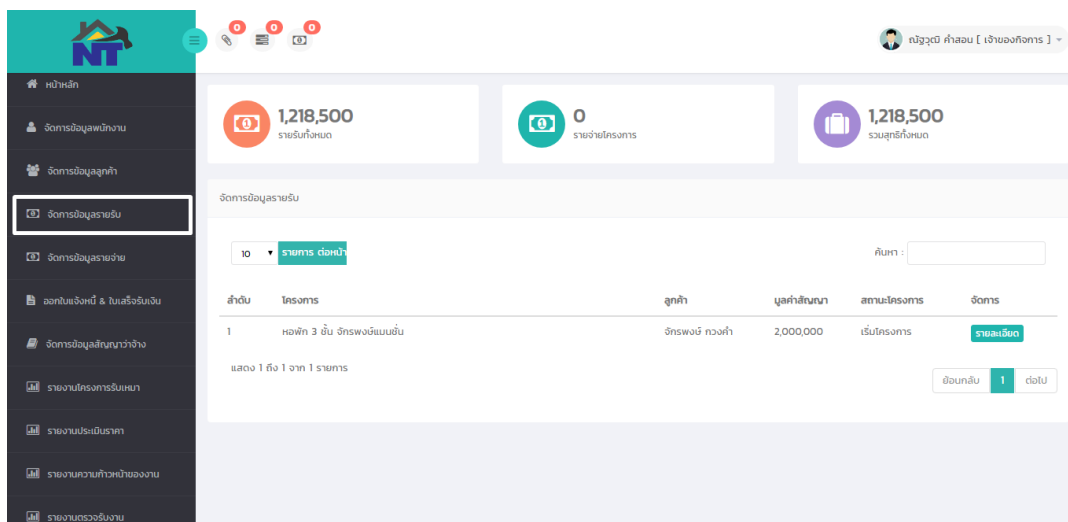 NT
0 0 0
ณัฐวุฒิ คำสอน [ เจ้าของกิจการ ]
หน้าหลัก
จัดการข้อมูลพนักงาน
จัดการข้อมูลลูกค้า
จัดการข้อมูลรายรับ
จัดการข้อมูลรายจ่าย
ออกใบแจ้งหนี้ & ใบเสร็จรับเงิน
จัดการข้อมูลสัญญาว่าจ้าง
รายงานโครงการรับเหมา
รายงานประเมินราคา
รายงานความก้าวหน้าของงาน
รายงานตรวจรับงาน
1,218,500
รายรับทั้งหมด
0
รายจ่ายโครงการ
1,218,500
รวมสุทธิทั้งหมด
จัดการข้อมูลรายรับ
10 รายการ ต่อหน้า
ค้นหา :
ลำดับ โครงการ ลูกค้า มูลค่าสัญญา สถานะโครงการ จัดการ
1 หอพัก 3 ชั้น จักรพงษ์แมนชั่น จักรพงษ์ กวงคำ 2,000,000 เริ่มโครงการ รายละเอียด
แสดง 1 ถึง 1 จาก 1 รายการ
ย้อนกลับ 1 ต่อไป